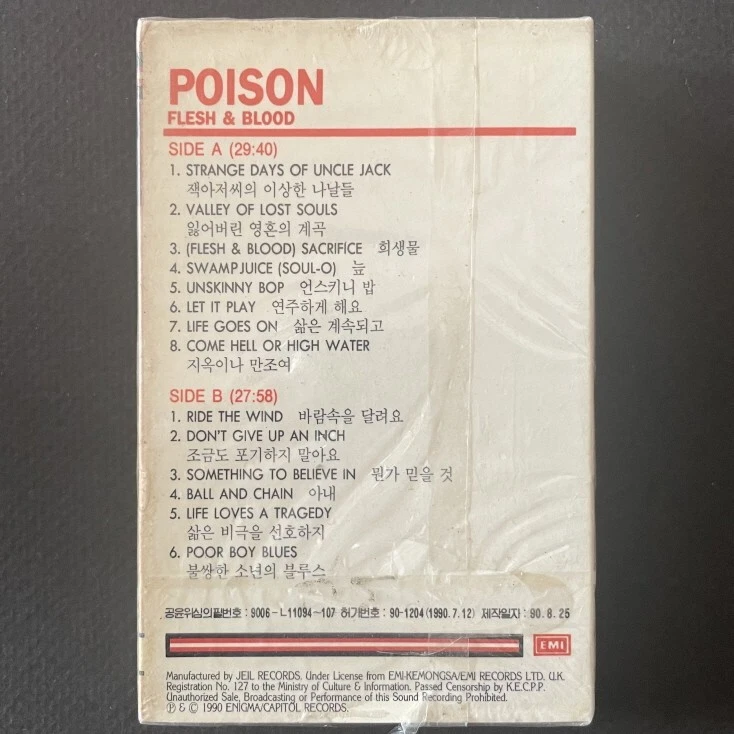 POISON
FLESH & BLOOD
SIDE A (29:40)
1. STRANGE DAYS OF UNCLE JACK
잭아저씨의 이상한 나날들
2. VALLEY OF LOST SOULS
잃어버린 영혼의 계곡
3. (FLESH & BLOOD) SACRIFICE 희생물
4. SWAMPJUICE (SOUL-O) 늪
5. UNSKINNY BOP 언스키니 밥
6. LET IT PLAY 연주하게 해요
7. LIFE GOES ON 삶은 계속되고
8. COME HELL OR HIGH WATER
지옥이나 만조여
SIDE B (27:58)
1. RIDE THE WIND 바람속을 달려요
2. DON'T GIVE UP AN INCH
조금도 포기하지 말아요
3. SOMETHING TO BELIEVE IN 뭔가 믿을 것
4. BALL AND CHAIN 아내
5. LIFE LOVES A TRAGEDY
삶은 비극을 선호하지
6. POOR BOY BLUES
불쌍한 소년의 블루스
공윤위심의필번호 : 9006-ㄴ11094~107 허가번호 : 90-1204 (1990.7.12) 제작일자 : 90.8.25
EMI
Manufactured by JEIL RECORDS. Under License from EMI-KEMONGSA/EMI RECORDS LTD. U.K.
Registration No. 127 to the Ministry of Culture & Information. Passed Censorship by K.E.C.P.P.
Unauthorized Sale, Broadcasting or Performance of this Sound Recording Prohibited.
℗ & © 1990 ENIGMA/CAPITOL RECORDS.